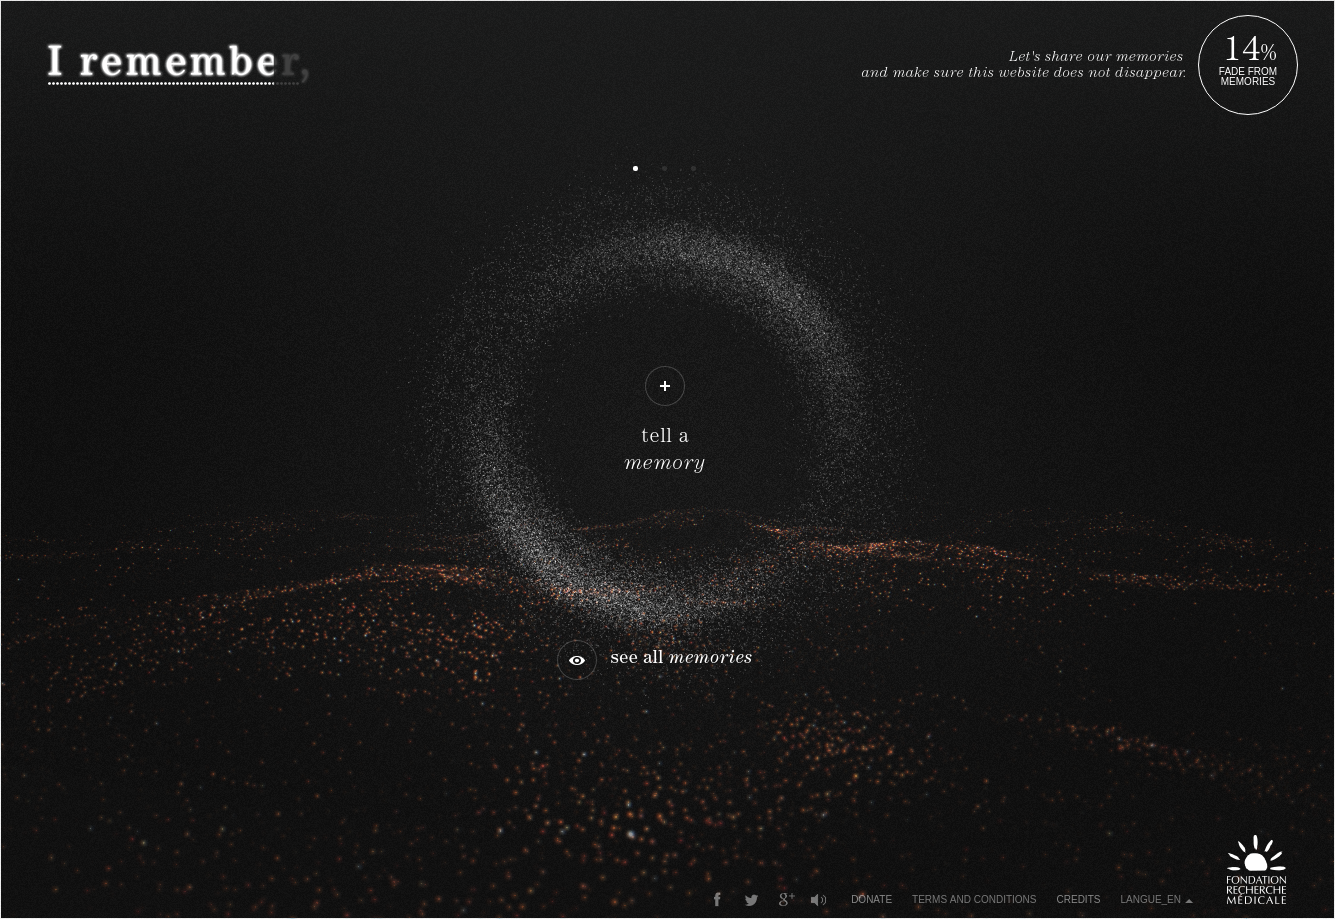 I remember,
Let's share our memories
and make sure this website does not disappear.
14%
FADE FROM
MEMORIES
tell a
memory
see all memories
DONATE
TERMS AND CONDITIONS
CREDITS
LANGUE_EN
FONDATION
RECHERCHE
MÉDICALE